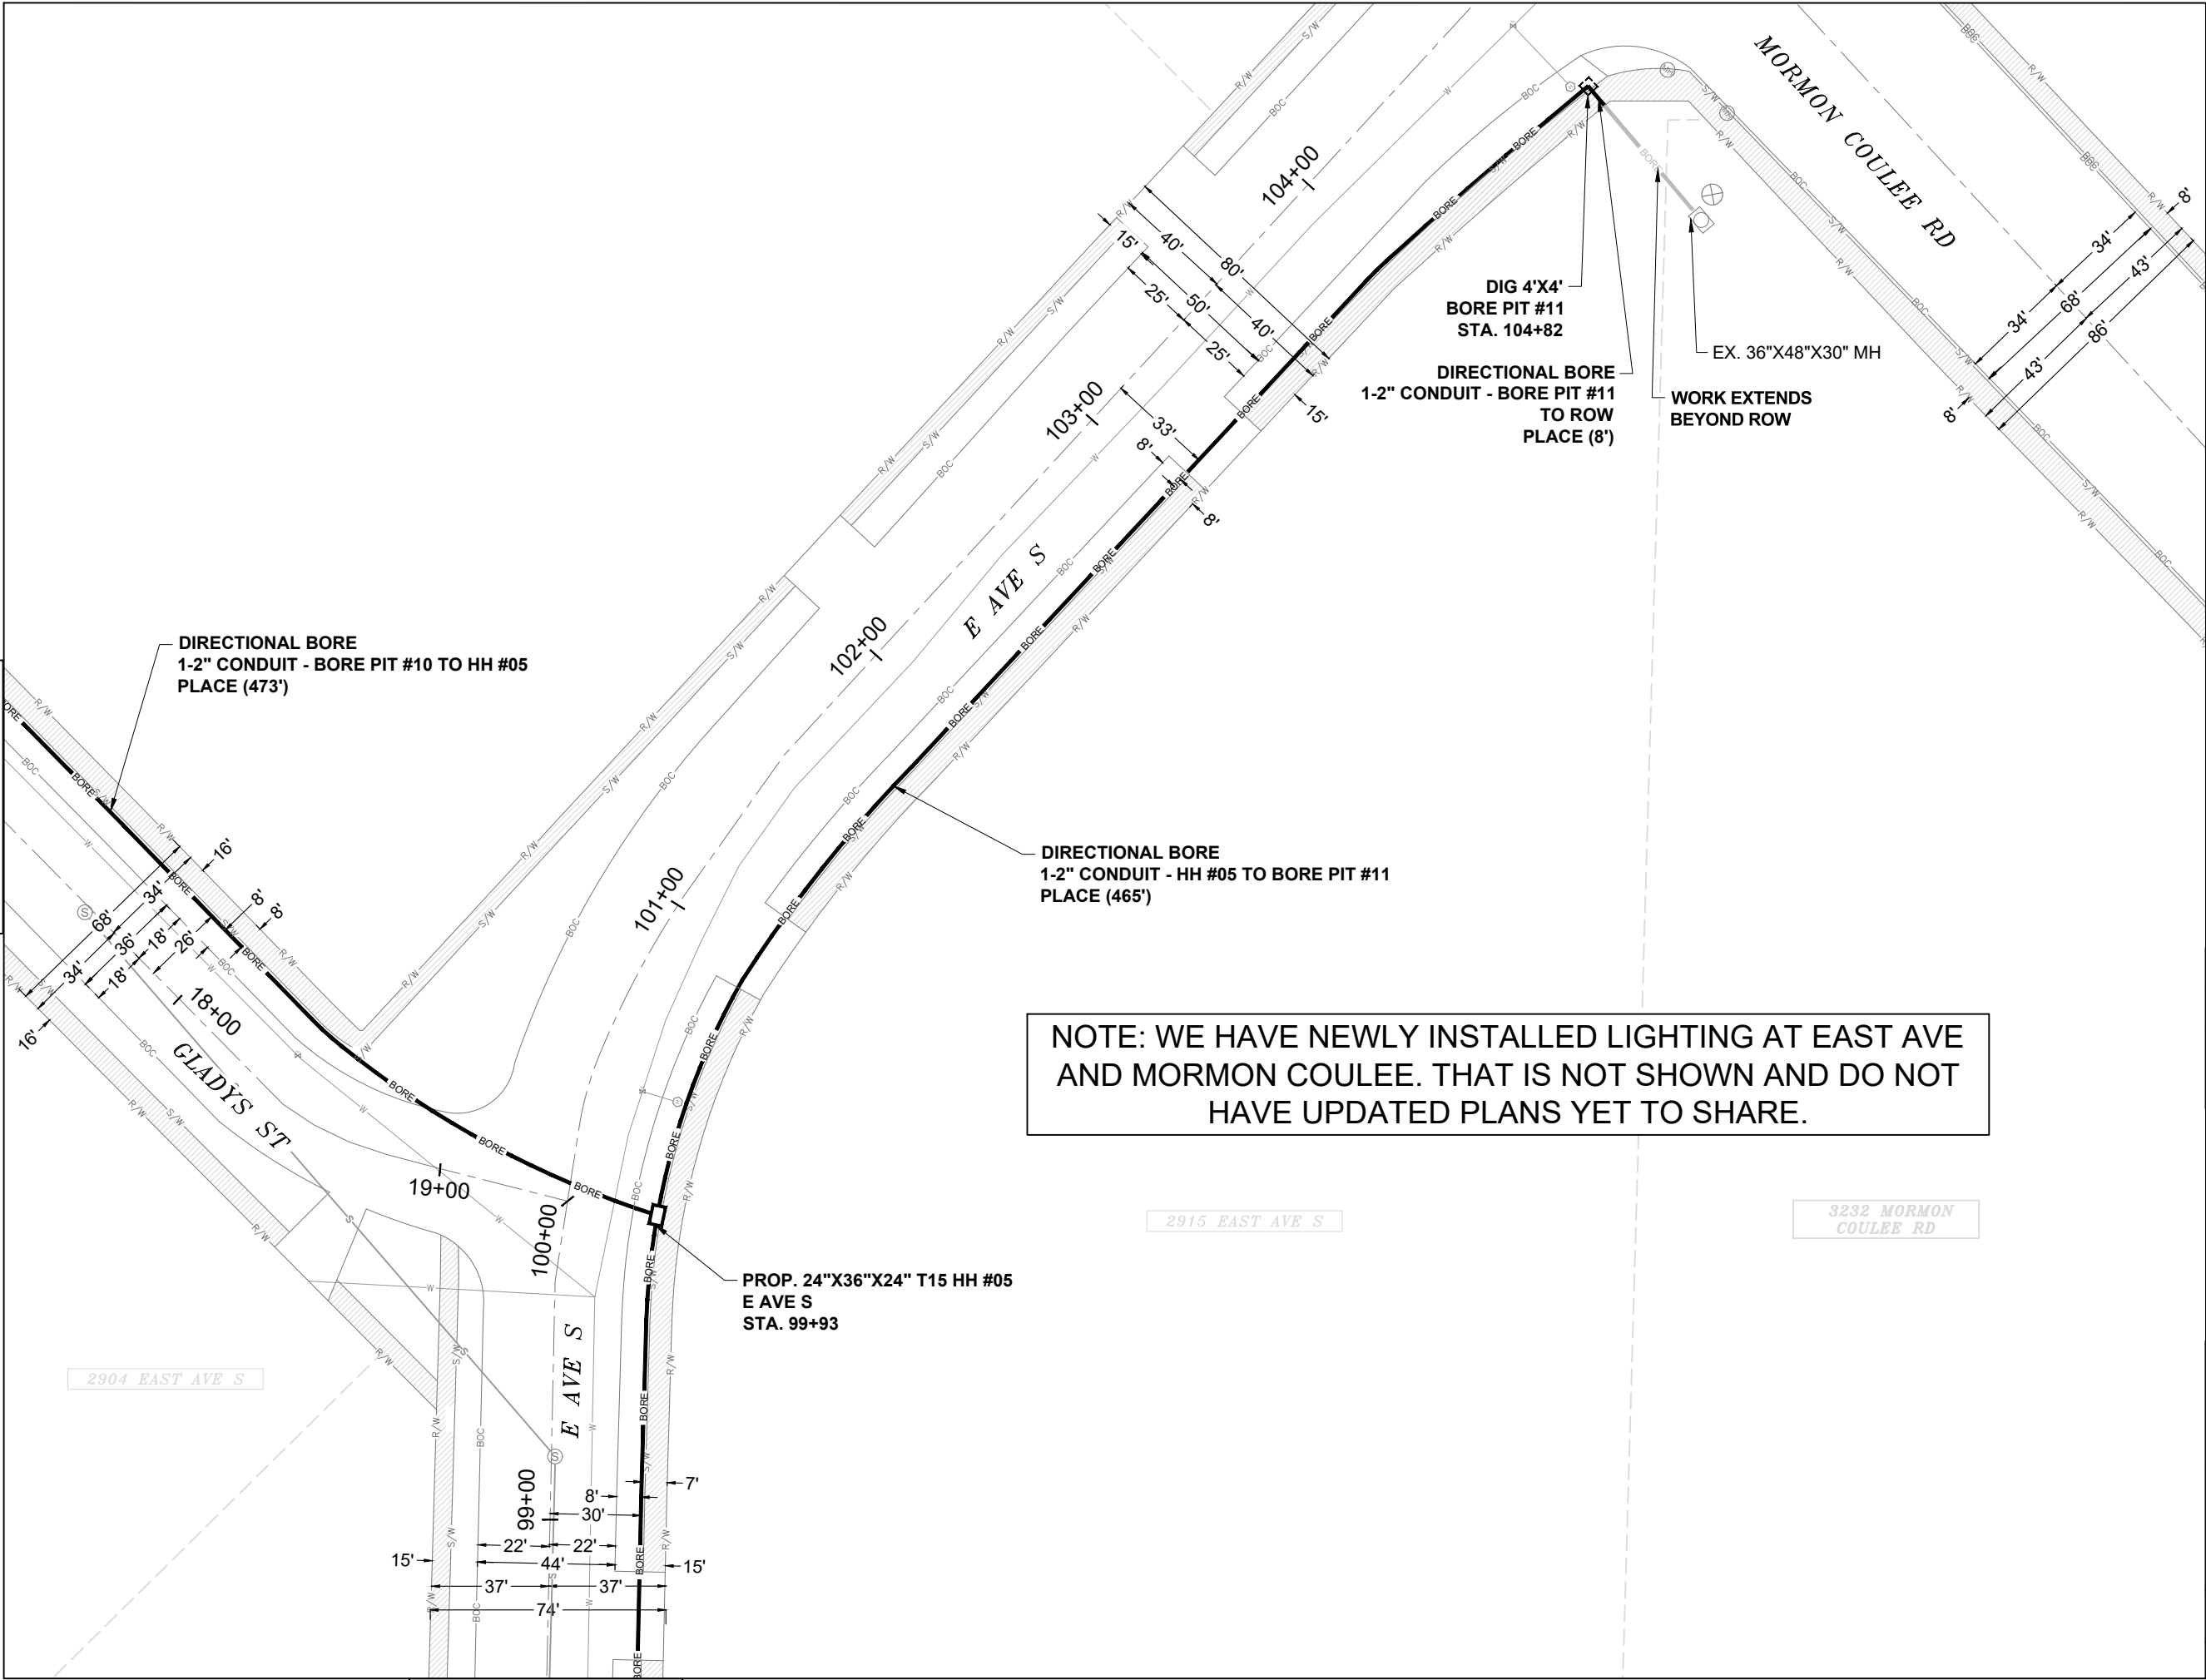 MORMON COULEE RD
104+00
103+00
102+00
101+00
100+00
99+00
18+00
19+00
E AVE S
E AVE S
GLADYS ST
DIG 4'X4'
BORE PIT #11
STA. 104+82
DIRECTIONAL BORE
1-2" CONDUIT - BORE PIT #11
TO ROW
PLACE (8')
EX. 36"X48"X30" MH
WORK EXTENDS
BEYOND ROW
DIRECTIONAL BORE
1-2" CONDUIT - BORE PIT #10 TO HH #05
PLACE (473')
DIRECTIONAL BORE
1-2" CONDUIT - HH #05 TO BORE PIT #11
PLACE (465')
NOTE: WE HAVE NEWLY INSTALLED LIGHTING AT EAST AVE
AND MORMON COULEE. THAT IS NOT SHOWN AND DO NOT
HAVE UPDATED PLANS YET TO SHARE.
2915 EAST AVE S
3232 MORMON
COULEE RD
PROP. 24"X36"X24" T15 HH #05
E AVE S
STA. 99+93
2904 EAST AVE S
15'
40'
80'
25'
50'
40'
25'
15'
33'
8'
8'
8'
34'
43'
68'
34'
86'
43'
8'
16'
8'
8'
34'
68'
36'
18'
26'
34'
18'
16'
7'
8'
30'
22'
22'
15'
44'
15'
37'
37'
74'
BORE
R/W
S/W
BOC
W
S